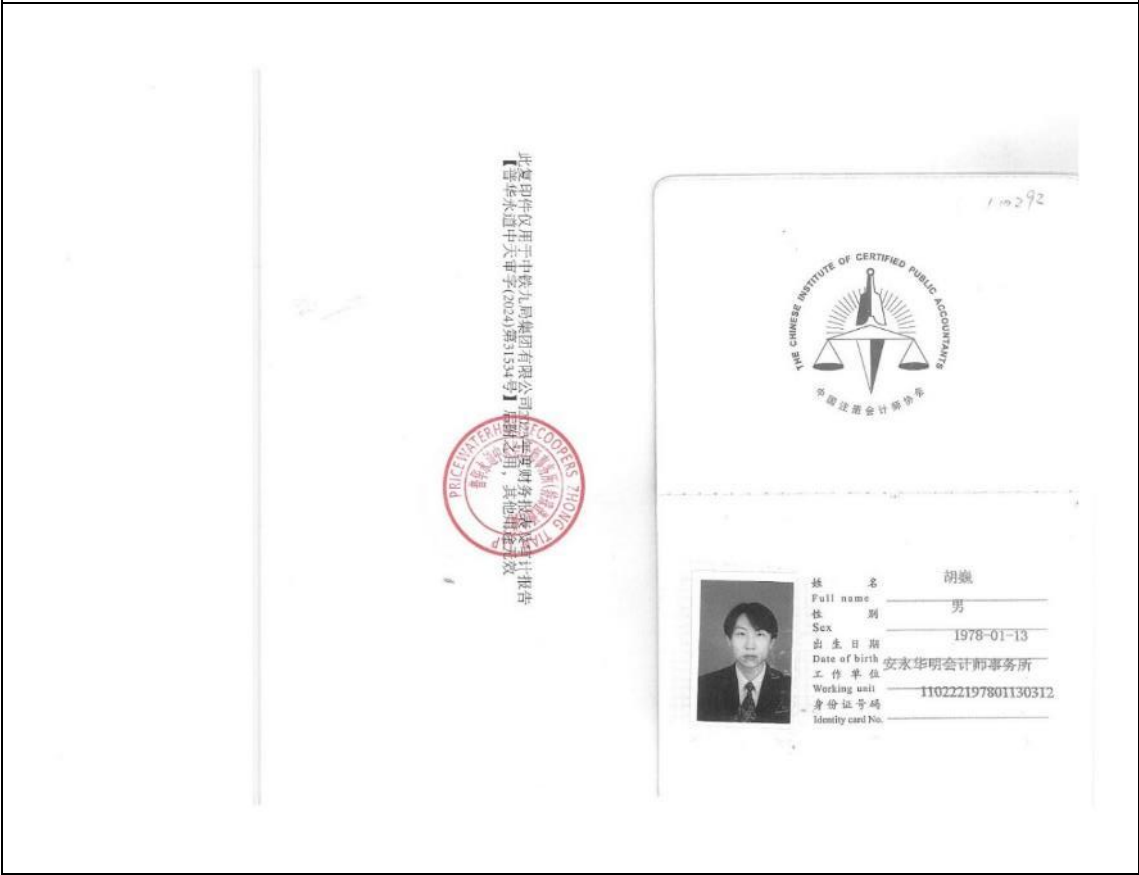 此复印件仅用于中铁九局集团有限公司2023年度财务报表及审计报告
【普华永道中天审字(2024)第31534号】后附之用，其他用途无效
THE CHINESE INSTITUTE OF CERTIFIED PUBLIC ACCOUNTANTS
中国注册会计师协会
姓 名 胡巍
Full name
性 别 男
Sex
出生日期 1978-01-13
Date of birth
工作单位 安永华明会计师事务所
Working unit
身份证号码 110222197801130312
Identity card No.